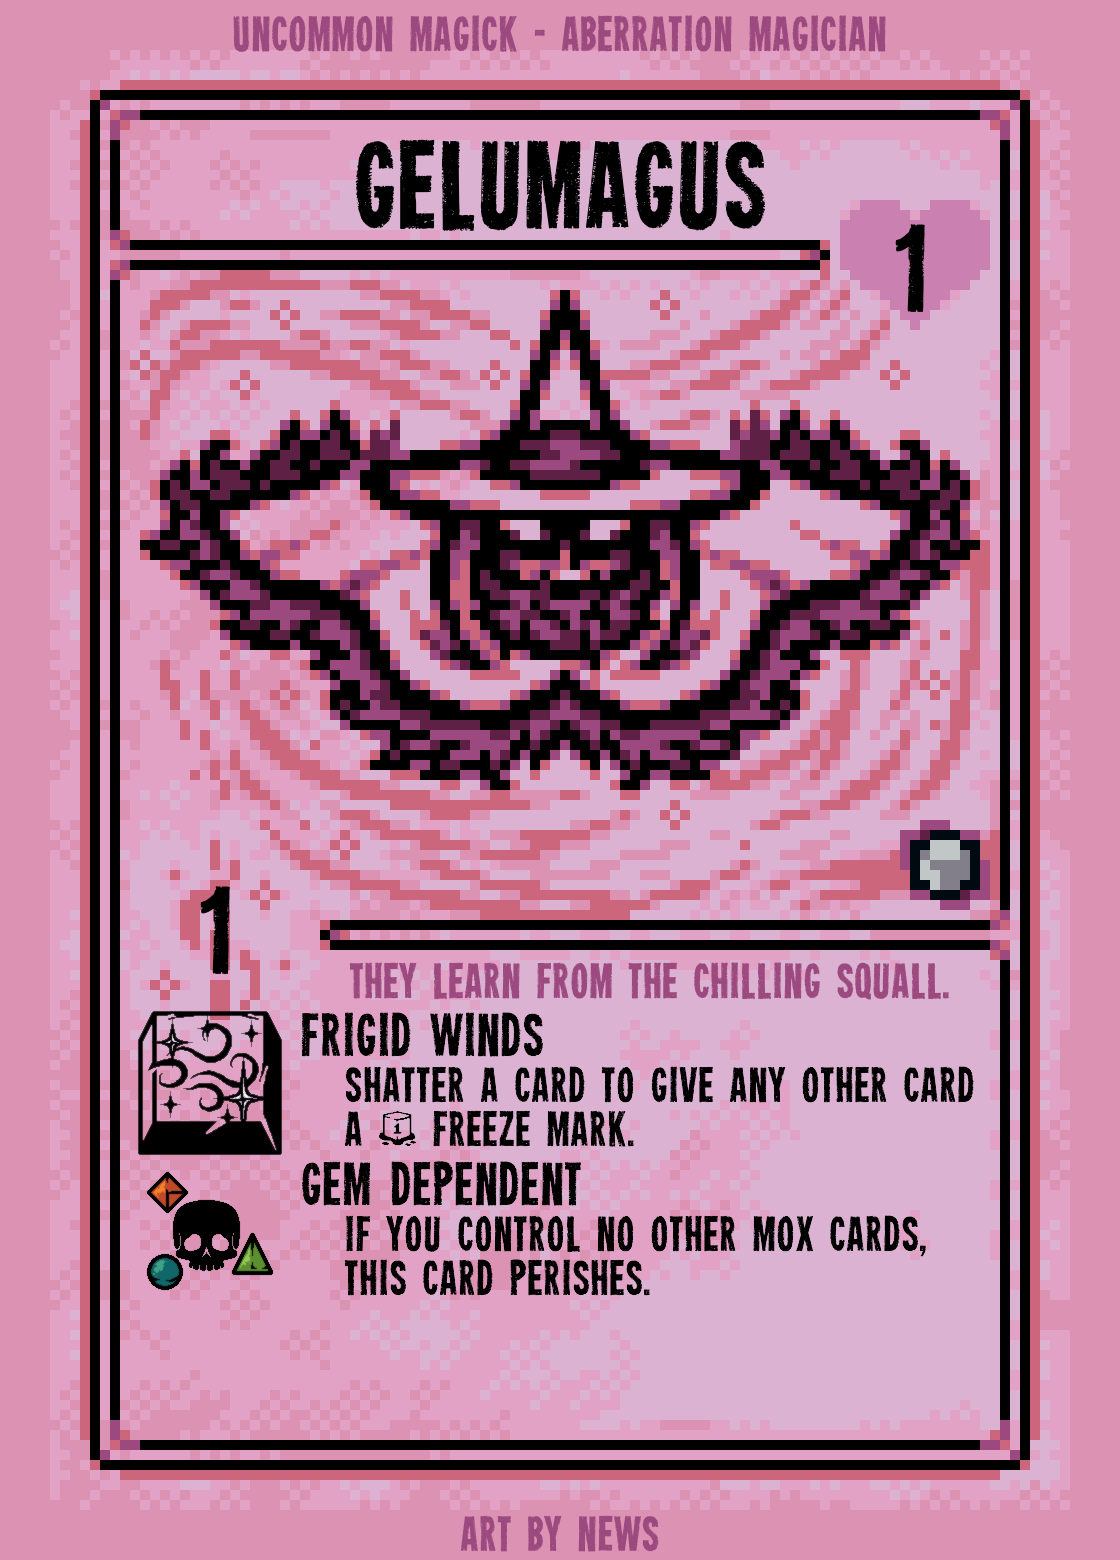 UNCOMMON MAGICK - ABERRATION MAGICIAN
GELUMAGUS
1
1
THEY LEARN FROM THE CHILLING SQUALL.
FRIGID WINDS
SHATTER A CARD TO GIVE ANY OTHER CARD
A 1 FREEZE MARK.
GEM DEPENDENT
IF YOU CONTROL NO OTHER MOX CARDS,
THIS CARD PERISHES.
ART BY NEWS